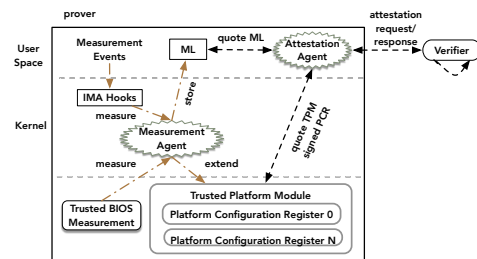 prover
attestation
request/
response
User
Space
Measurement
Events
ML
quote ML
Attestation
Agent
Verifier
IMA Hooks
store
Kernel
measure
Measurement
Agent
quote TPM
signed PCR
measure
extend
Trusted BIOS
Measurement
Trusted Platform Module
Platform Configuration Register 0
Platform Configuration Register N